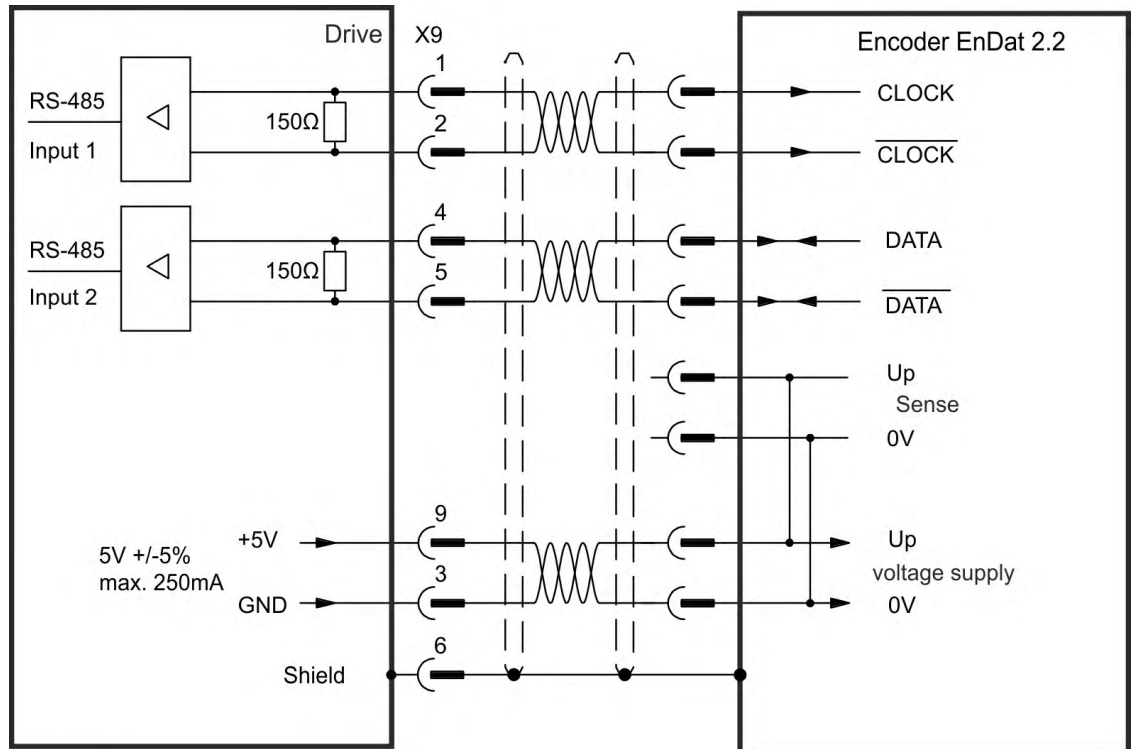 Drive X9
Encoder EnDat 2.2
1
RS-485
CLOCK
150Ω
2
Input 1
CLOCK
4
RS-485
DATA
150Ω
5
Input 2
DATA
Up
Sense
0V
9
+5V
Up
5V +/-5%
voltage supply
max. 250mA
3
GND
0V
6
Shield